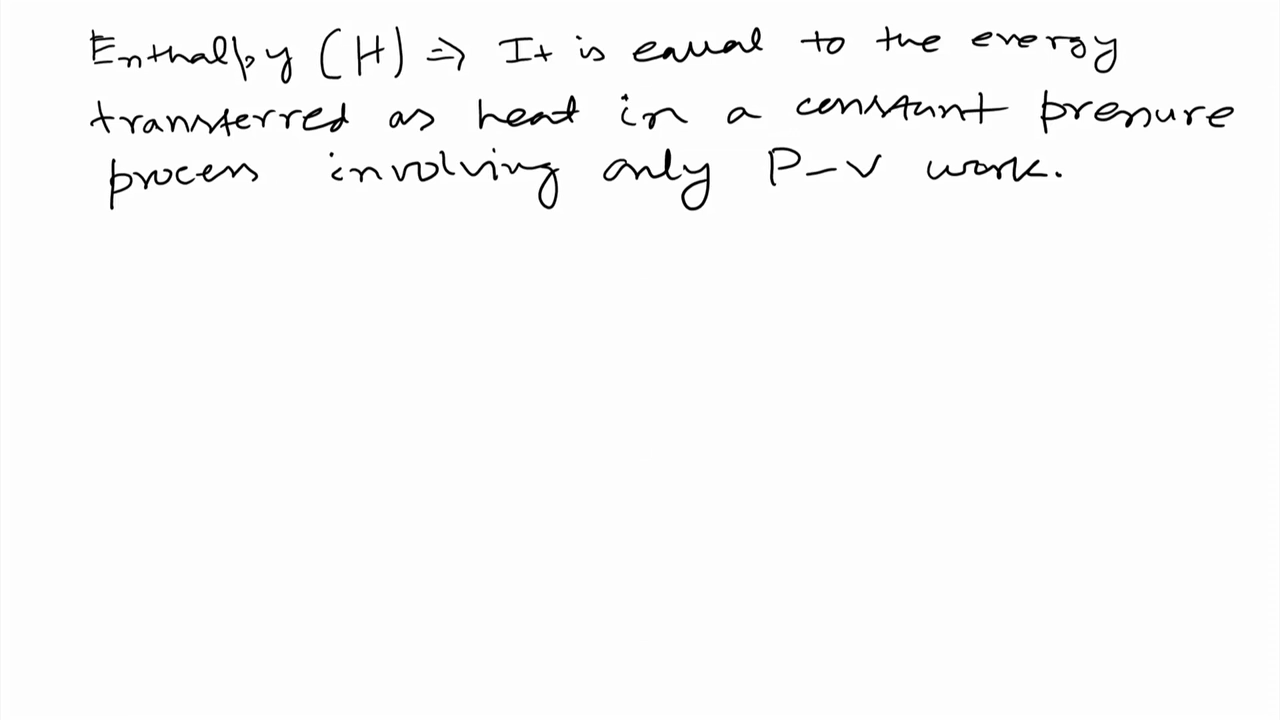 Enthalpy (H) ⇒ It is equal to the energy
transferred as heat in a constant pressure
process involving only P-V work.